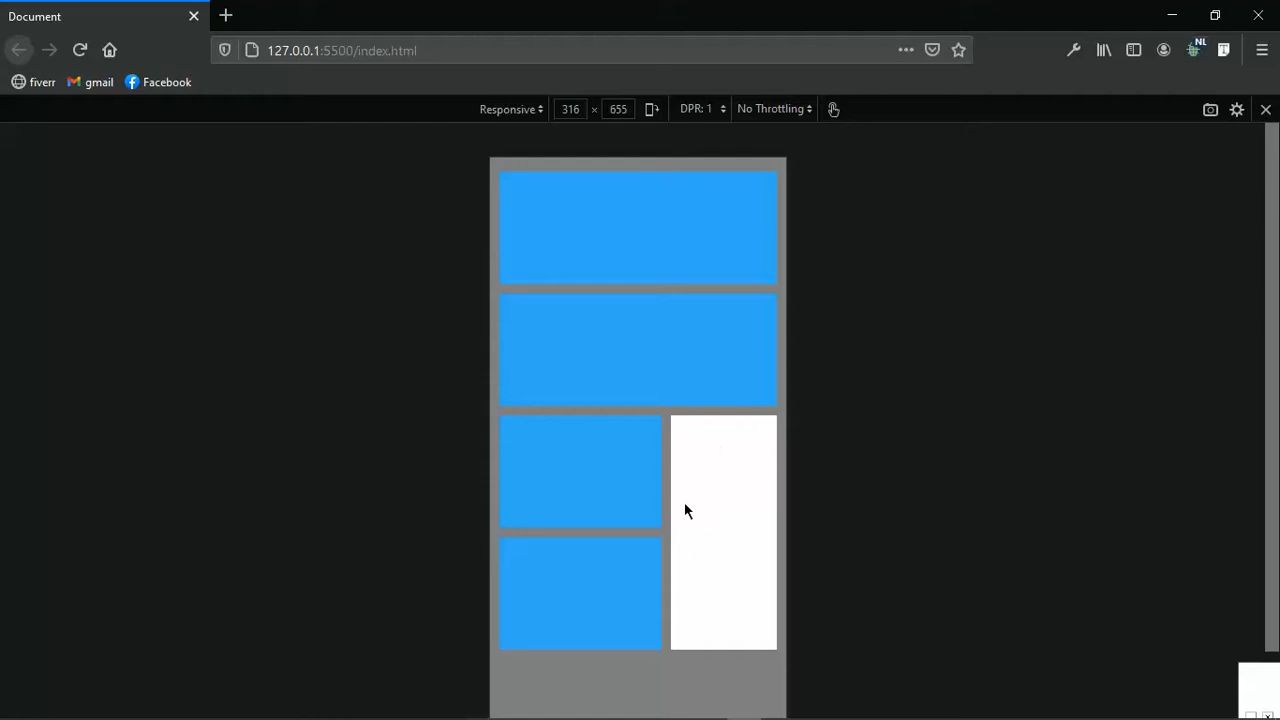 Document
127.0.0.1:5500/index.html
NL
fiverr
gmail
Facebook
Responsive
316 × 655
DPR: 1
No Throttling